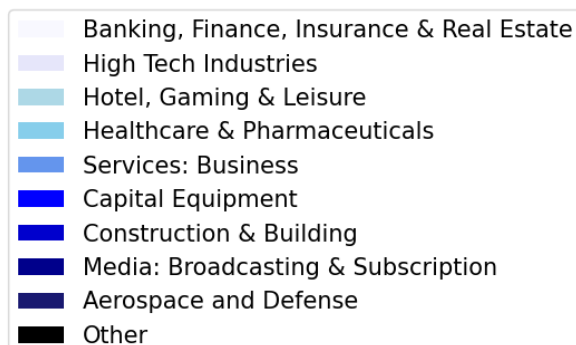 Banking, Finance, Insurance & Real Estate
High Tech Industries
Hotel, Gaming & Leisure
Healthcare & Pharmaceuticals
Services: Business
Capital Equipment
Construction & Building
Media: Broadcasting & Subscription
Aerospace and Defense
Other